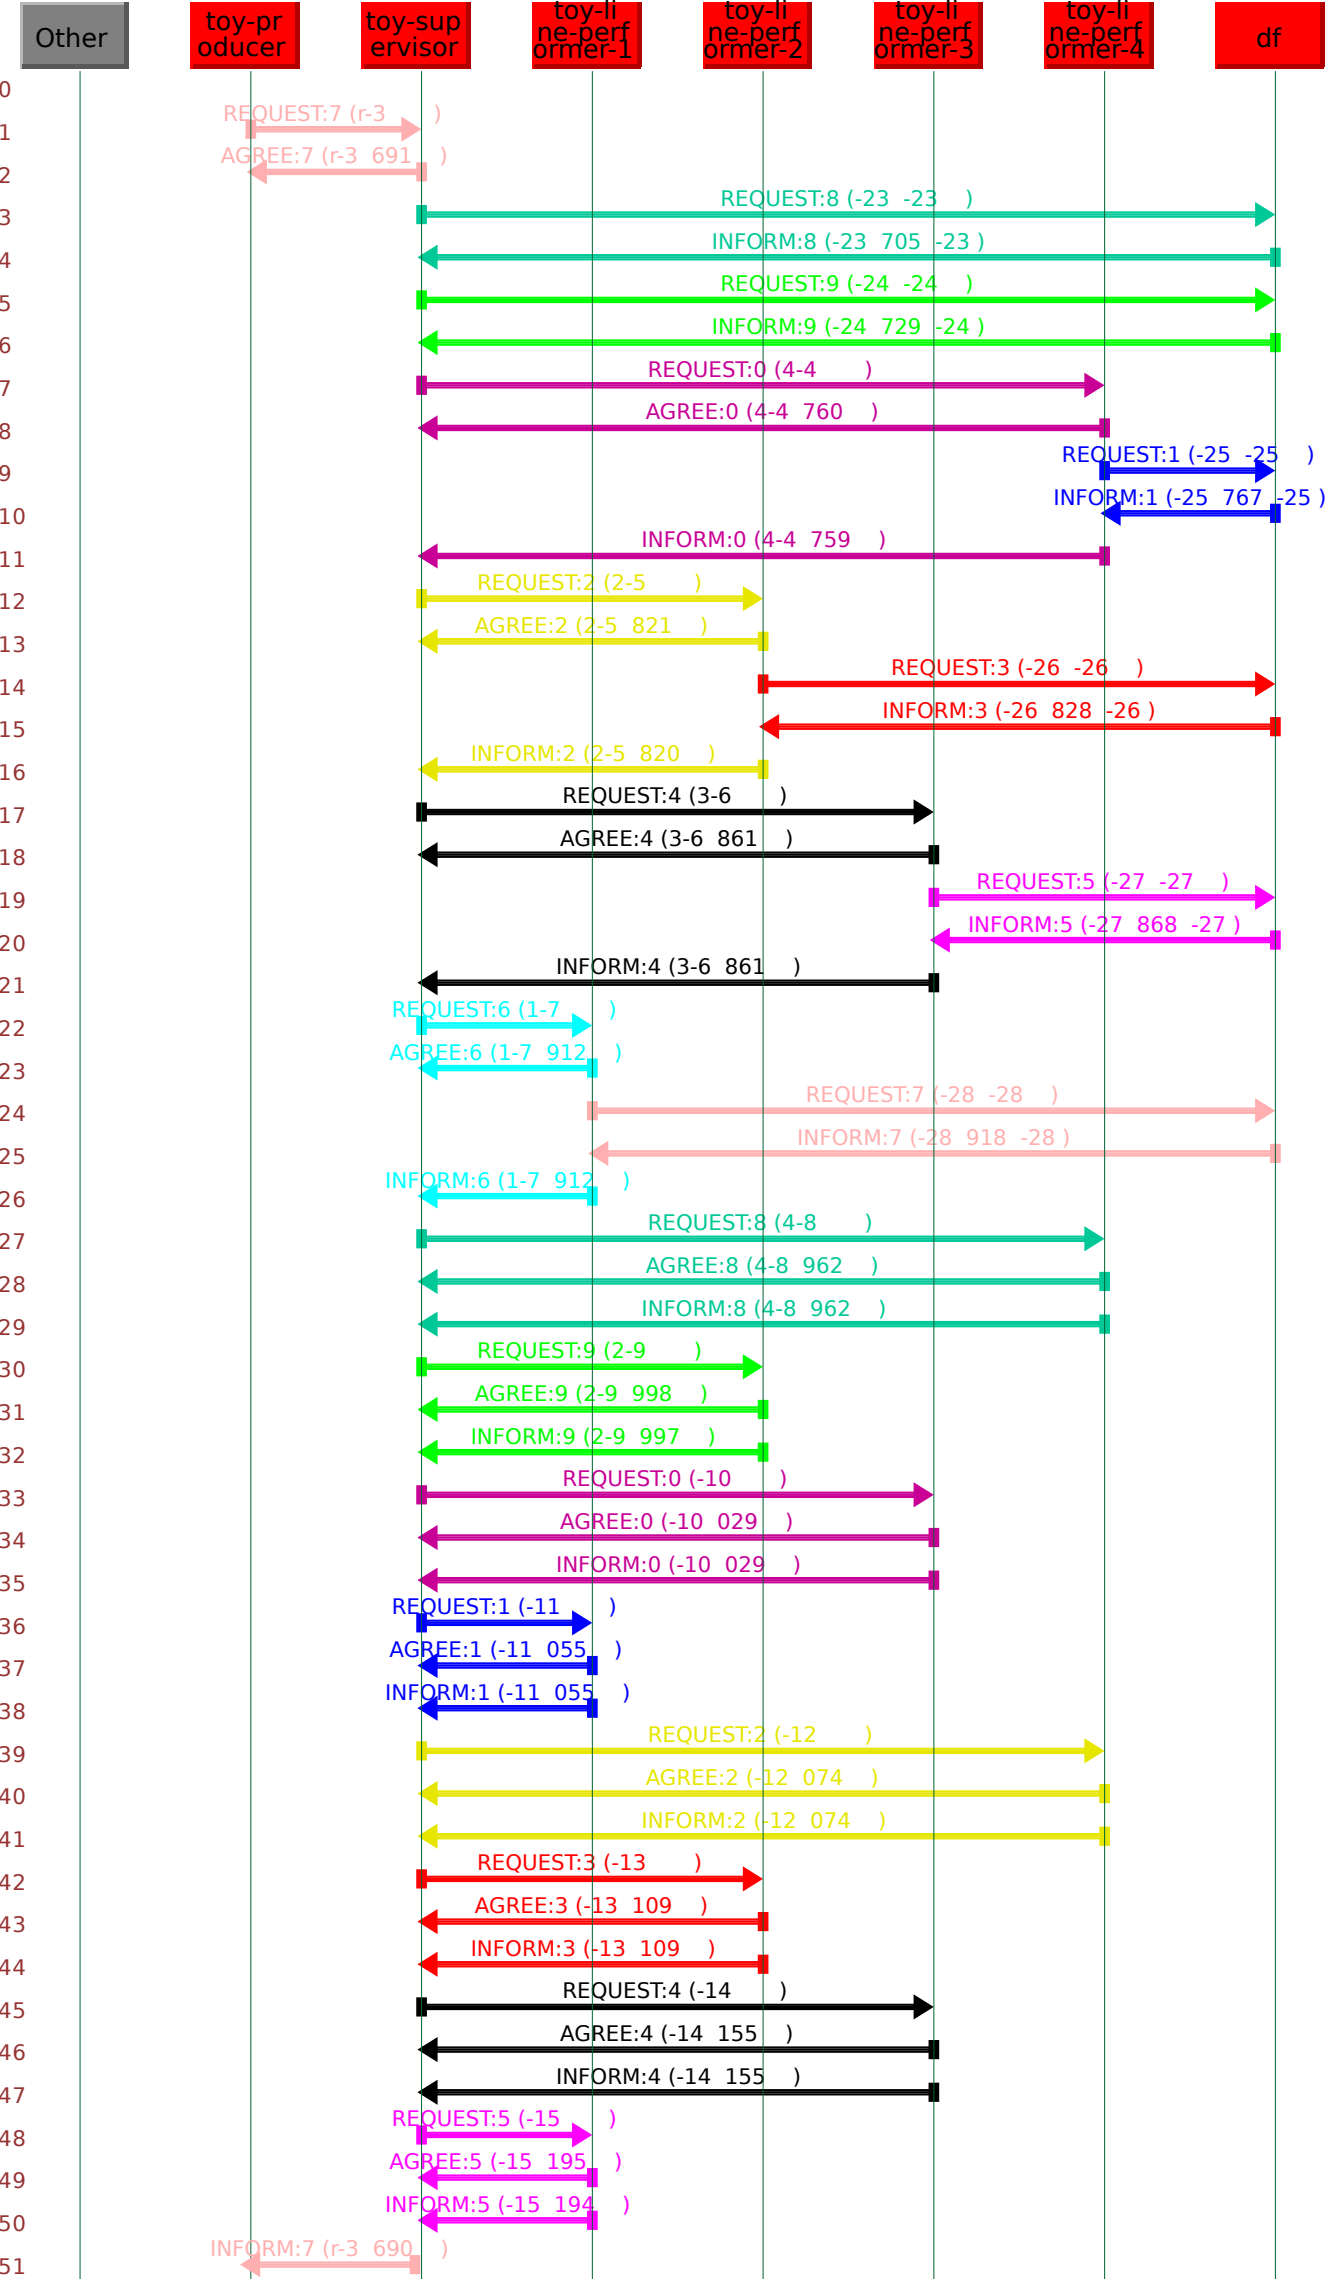 Other
toy-pr
oducer
toy-sup
ervisor
toy-li
ne-perf
ormer-1
toy-li
ne-perf
ormer-2
toy-li
ne-perf
ormer-3
toy-li
ne-perf
ormer-4
df
0
REQUEST:7 (r-3 )
1
AGREE:7 (r-3 691 )
2
REQUEST:8 (-23 -23 )
3
INFORM:8 (-23 705 -23 )
4
REQUEST:9 (-24 -24 )
5
INFORM:9 (-24 729 -24 )
6
REQUEST:0 (4-4 )
7
AGREE:0 (4-4 760 )
8
REQUEST:1 (-25 -25 )
9
INFORM:1 (-25 767 -25 )
10
INFORM:0 (4-4 759 )
11
REQUEST:2 (2-5 )
12
AGREE:2 (2-5 821 )
13
REQUEST:3 (-26 -26 )
14
INFORM:3 (-26 828 -26 )
15
INFORM:2 (2-5 820 )
16
REQUEST:4 (3-6 )
17
AGREE:4 (3-6 861 )
18
REQUEST:5 (-27 -27 )
19
INFORM:5 (-27 868 -27 )
20
INFORM:4 (3-6 861 )
21
REQUEST:6 (1-7 )
22
AGREE:6 (1-7 912 )
23
REQUEST:7 (-28 -28 )
24
INFORM:7 (-28 918 -28 )
25
INFORM:6 (1-7 912 )
26
REQUEST:8 (4-8 )
27
AGREE:8 (4-8 962 )
28
INFORM:8 (4-8 962 )
29
REQUEST:9 (2-9 )
30
AGREE:9 (2-9 998 )
31
INFORM:9 (2-9 997 )
32
REQUEST:0 (-10 )
33
AGREE:0 (-10 029 )
34
INFORM:0 (-10 029 )
35
REQUEST:1 (-11 )
36
AGREE:1 (-11 055 )
37
INFORM:1 (-11 055 )
38
REQUEST:2 (-12 )
39
AGREE:2 (-12 074 )
40
INFORM:2 (-12 074 )
41
REQUEST:3 (-13 )
42
AGREE:3 (-13 109 )
43
INFORM:3 (-13 109 )
44
REQUEST:4 (-14 )
45
AGREE:4 (-14 155 )
46
INFORM:4 (-14 155 )
47
REQUEST:5 (-15 )
48
AGREE:5 (-15 195 )
49
INFORM:5 (-15 194 )
50
INFORM:7 (r-3 690 )
51